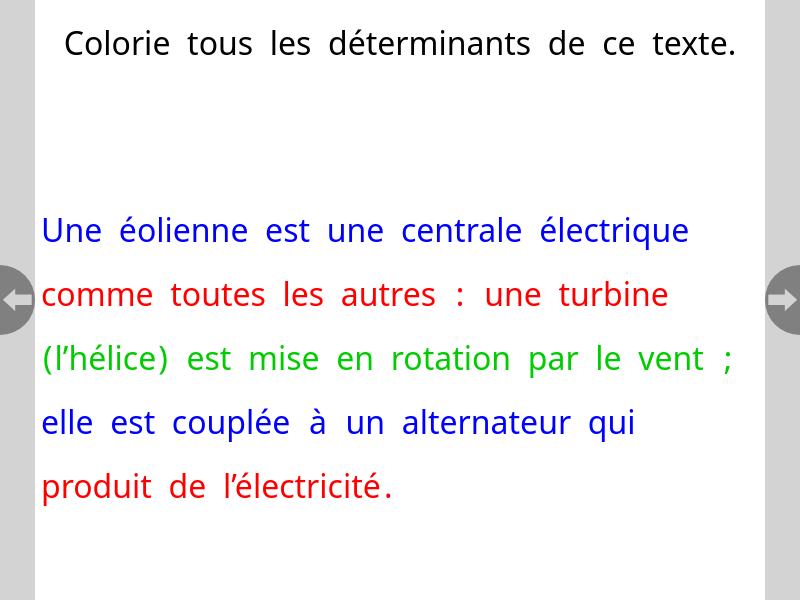 Colorie tous les déterminants de ce texte.
Une éolienne est une centrale électrique
comme toutes les autres : une turbine
(l’hélice) est mise en rotation par le vent ;
elle est couplée à un alternateur qui
produit de l’électricité.